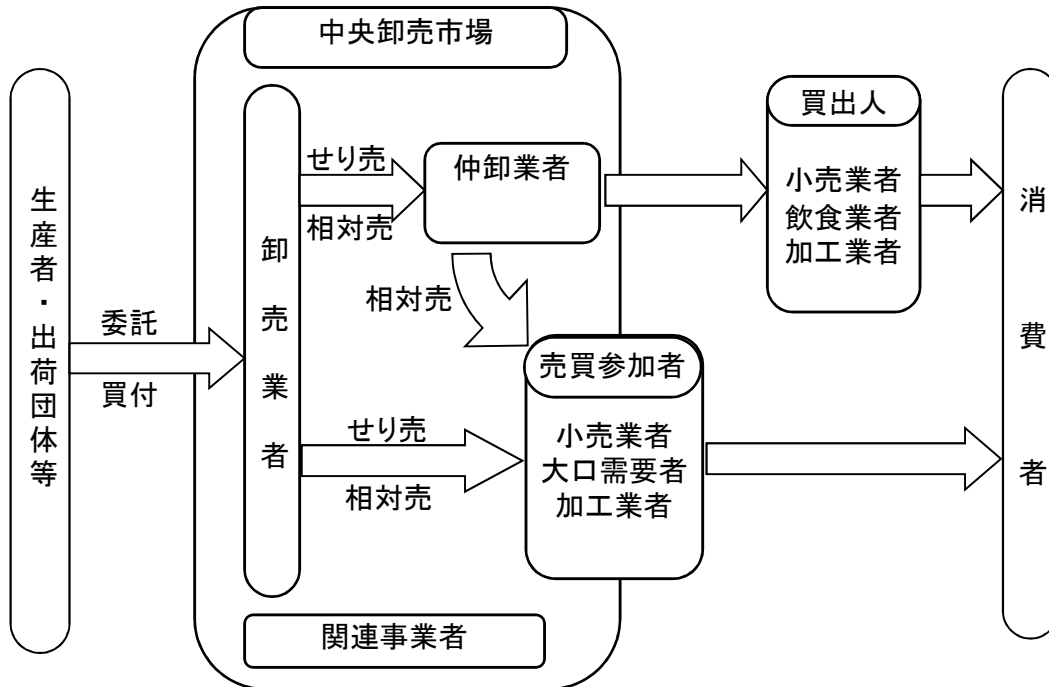 中央卸売市場
生産者・出荷団体等
委託
買付
卸売業者
せり売
相対売
仲卸業者
相対売
せり売
相対売
売買参加者
小売業者
大口需要者
加工業者
関連事業者
買出人
小売業者
飲食業者
加工業者
消費者